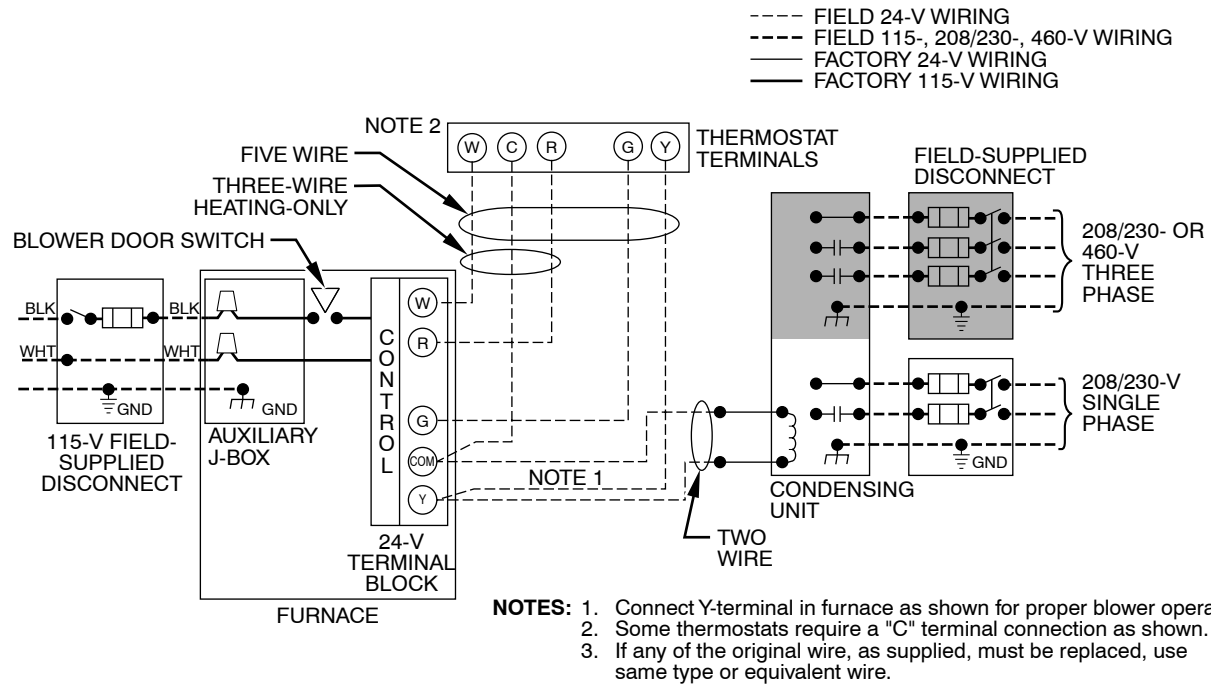 FIELD 24-V WIRING
FIELD 115-, 208/230-, 460-V WIRING
FACTORY 24-V WIRING
FACTORY 115-V WIRING
NOTE 2
W
C
R
G
Y
THERMOSTAT
TERMINALS
FIVE WIRE
THREE-WIRE
HEATING-ONLY
BLOWER DOOR SWITCH
FIELD-SUPPLIED
DISCONNECT
208/230- OR
460-V
THREE
PHASE
BLK
BLK
WHT
WHT
GND
GND
115-V FIELD-
SUPPLIED
DISCONNECT
AUXILIARY
J-BOX
CONTROL
W
R
G
COM
Y
24-V
TERMINAL
BLOCK
FURNACE
NOTE 1
TWO
WIRE
CONDENSING
UNIT
GND
208/230-V
SINGLE
PHASE
NOTES: 1. Connect Y-terminal in furnace as shown for proper blower opera
2. Some thermostats require a "C" terminal connection as shown.
3. If any of the original wire, as supplied, must be replaced, use
same type or equivalent wire.